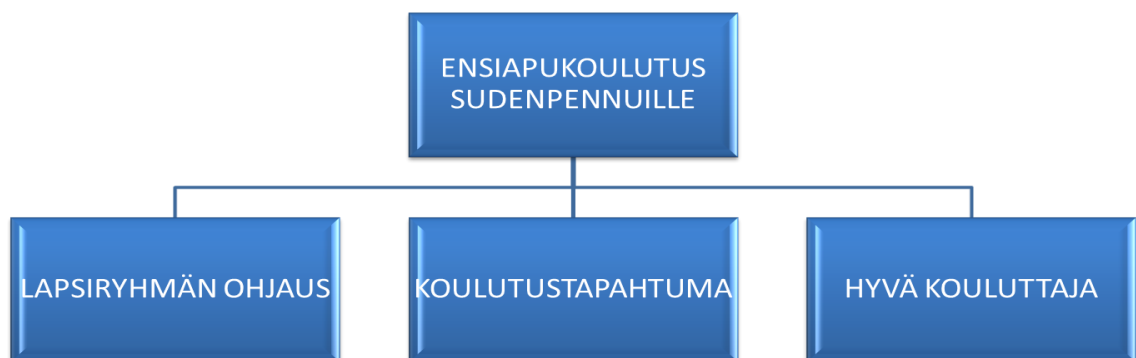 ENSIAPUKOULUTUS
SUDENPENNUILLE
LAPSIRYHMÄN OHJAUS
KOULUTUSTAPAHTUMA
HYVÄ KOULUTTAJA